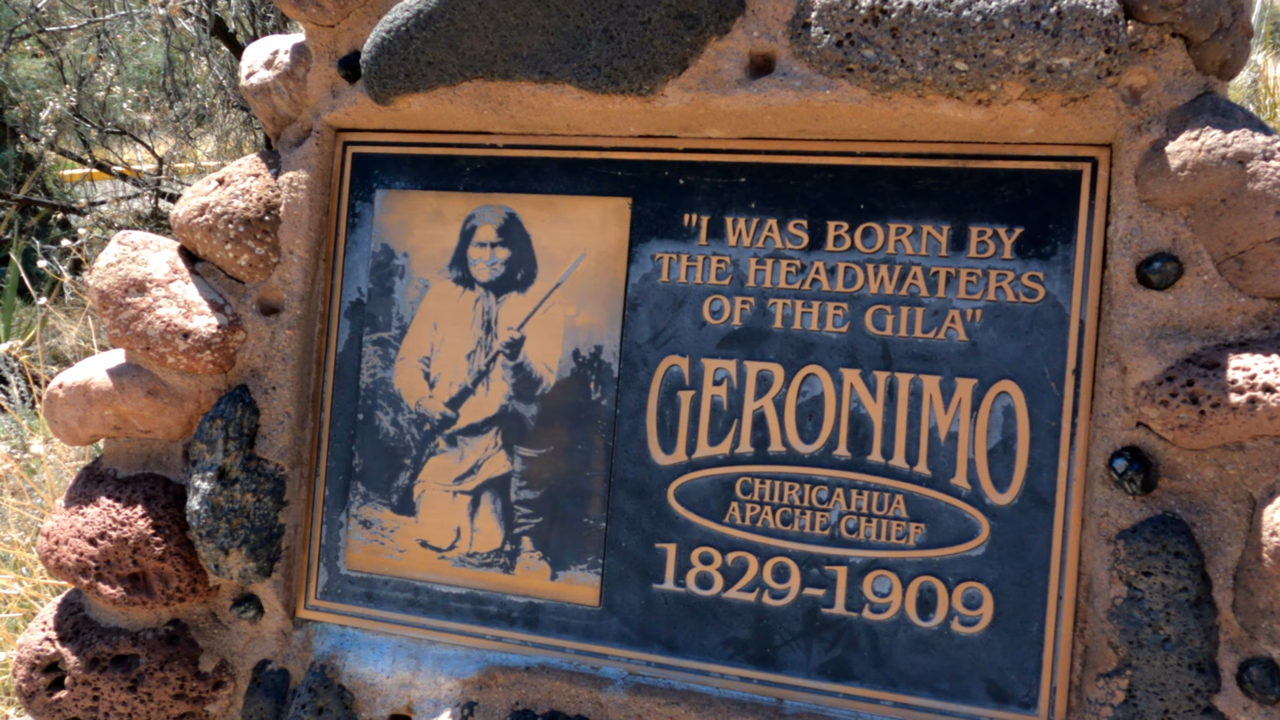 "I WAS BORN BY
THE HEADWATERS
OF THE GILA"
GERONIMO
CHIRICAHUA
APACHE CHIEF
1829-1909